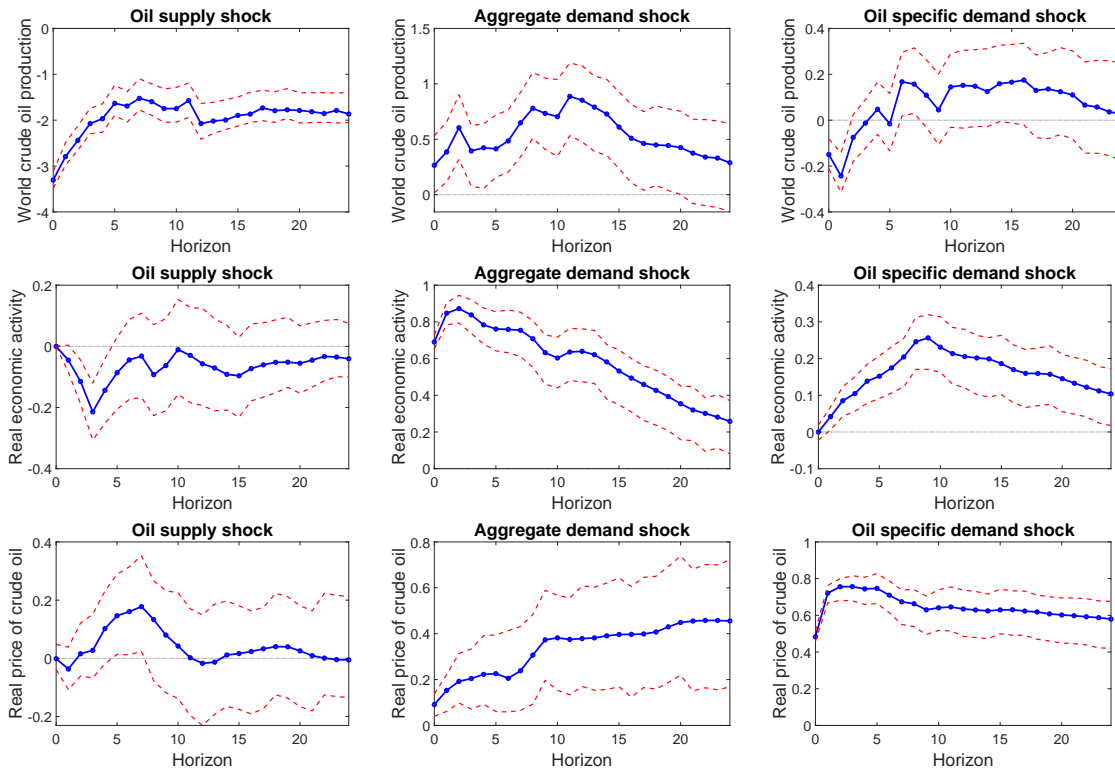 Oil supply shock
World crude oil production
0
-1
-2
-3
-4
0 5 10 15 20
Horizon
Aggregate demand shock
World crude oil production
1.5
1
0.5
0
0 5 10 15 20
Horizon
Oil specific demand shock
World crude oil production
0.4
0.2
0
-0.2
-0.4
0 5 10 15 20
Horizon
Oil supply shock
Real economic activity
0.2
0
-0.2
-0.4
0 5 10 15 20
Horizon
Aggregate demand shock
Real economic activity
1
0.8
0.6
0.4
0.2
0
0 5 10 15 20
Horizon
Oil specific demand shock
Real economic activity
0.4
0.3
0.2
0.1
0
-0.1
0 5 10 15 20
Horizon
Oil supply shock
Real price of crude oil
0.4
0.2
0
-0.2
0 5 10 15 20
Horizon
Aggregate demand shock
Real price of crude oil
0.8
0.6
0.4
0.2
0
0 5 10 15 20
Horizon
Oil specific demand shock
Real price of crude oil
1
0.8
0.6
0.4
0.2
0
0 5 10 15 20
Horizon